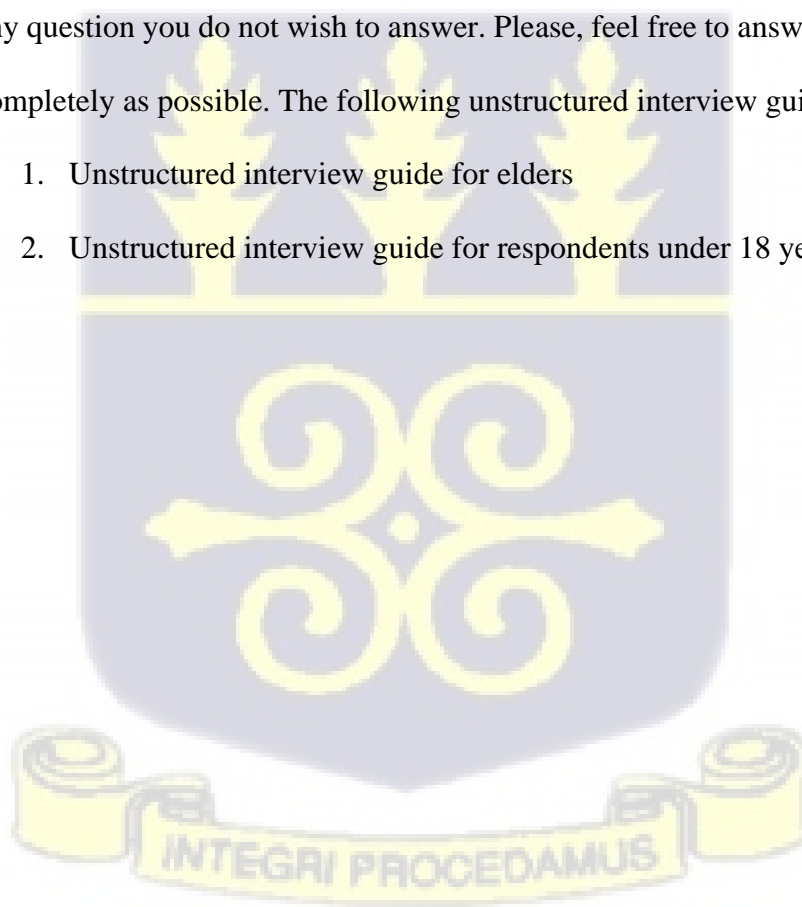 ny question you do not wish to answer. Please, feel free to answ
ompletely as possible. The following unstructured interview gui
1. Unstructured interview guide for elders
2. Unstructured interview guide for respondents under 18 ye
INTEGRI PROCEDAMUS